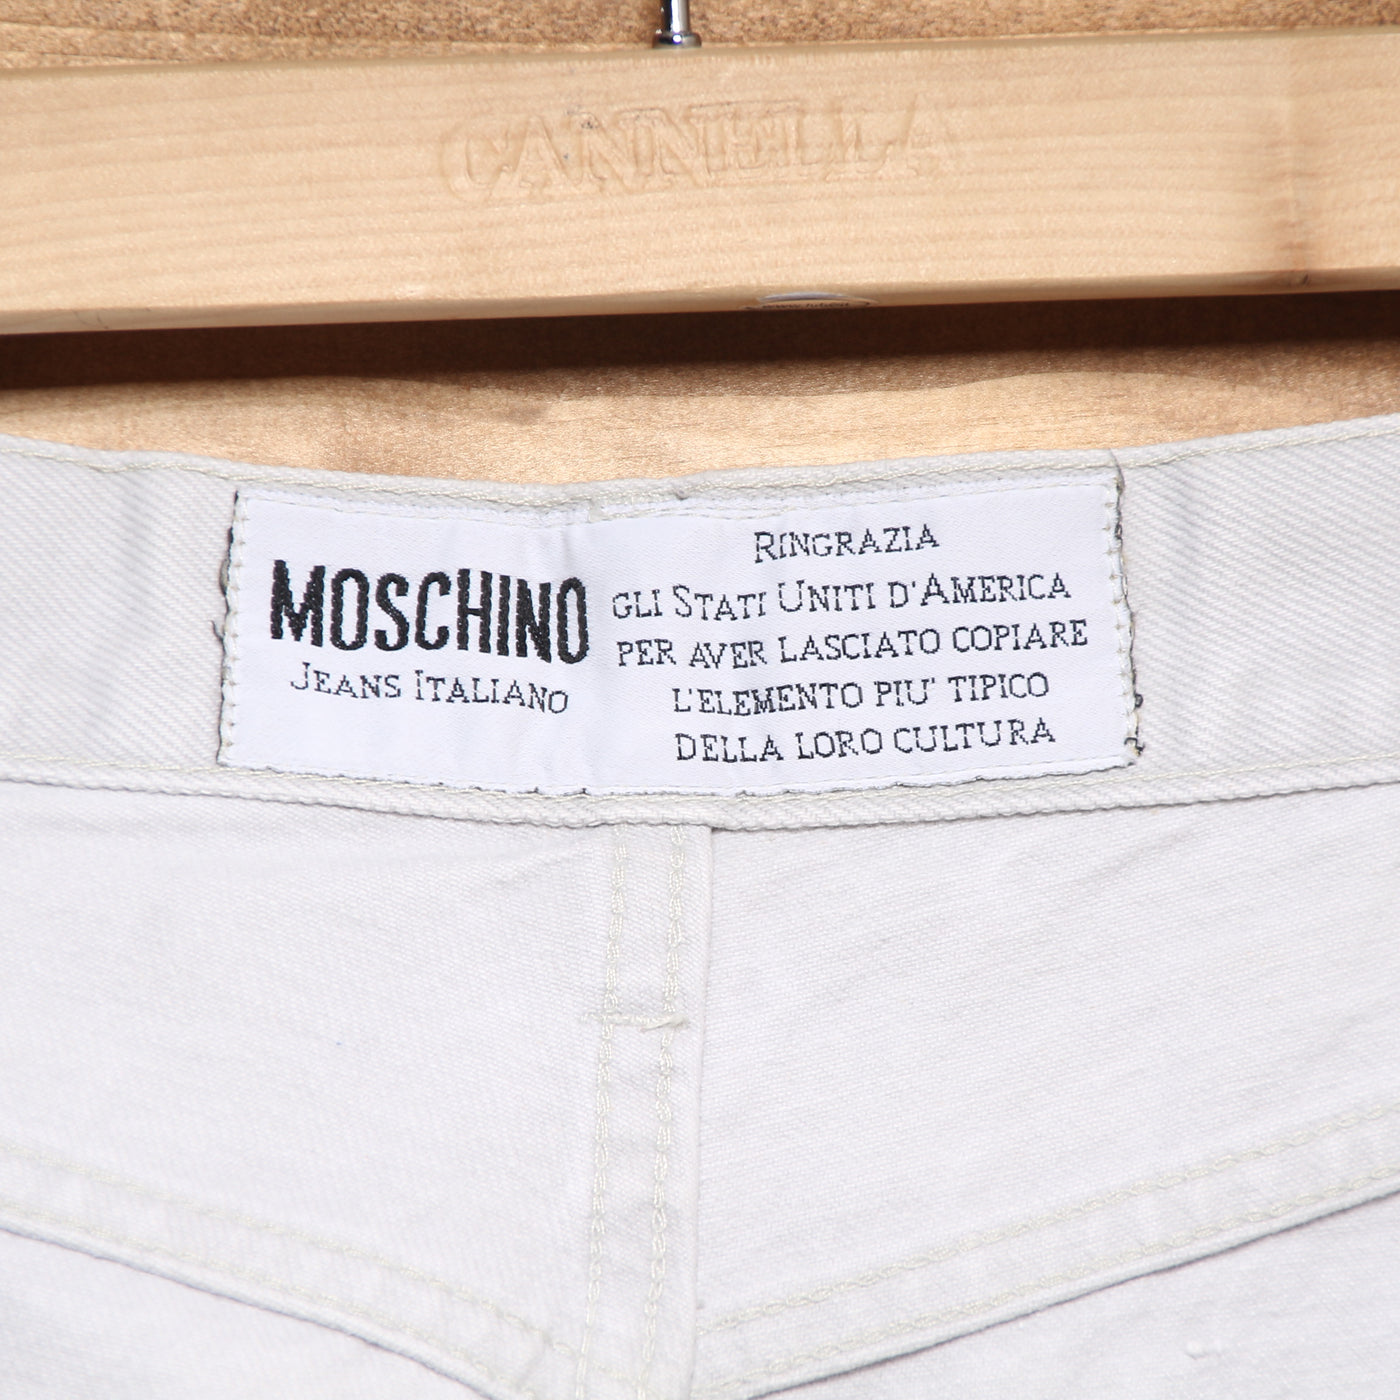 CANNELLA
MOSCHINO
JEANS ITALIANO
RINGRAZIA
GLI STATI UNITI D'AMERICA
PER AVER LASCIATO COPIARE
L'ELEMENTO PIU' TIPICO
DELLA LORO CULTURA